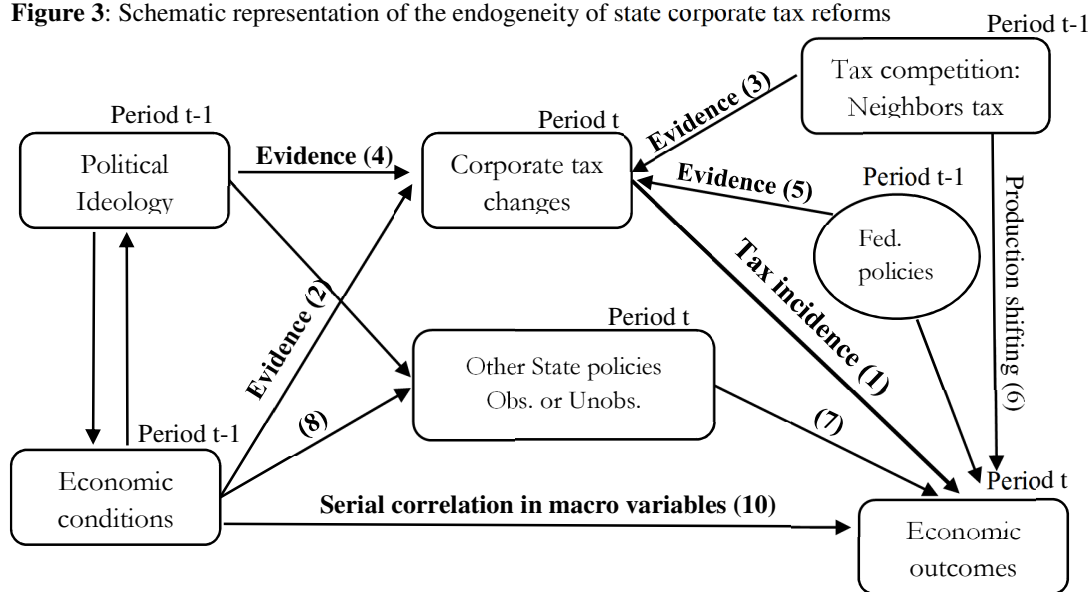 Figure 3: Schematic representation of the endogeneity of state corporate tax reforms
Period t-1
Tax competition:
Neighbors tax
Evidence (3)
Period t-1
Political
Ideology
Evidence (4)
Period t
Corporate tax
changes
Evidence (5)
Period t-1
Fed.
policies
Production shifting (6)
Tax incidence (1)
Evidence (2)
Period t
Other State policies
Obs. or Unobs.
(8)
(7)
Period t-1
Economic
conditions
Serial correlation in macro variables (10)
Period t
Economic
outcomes